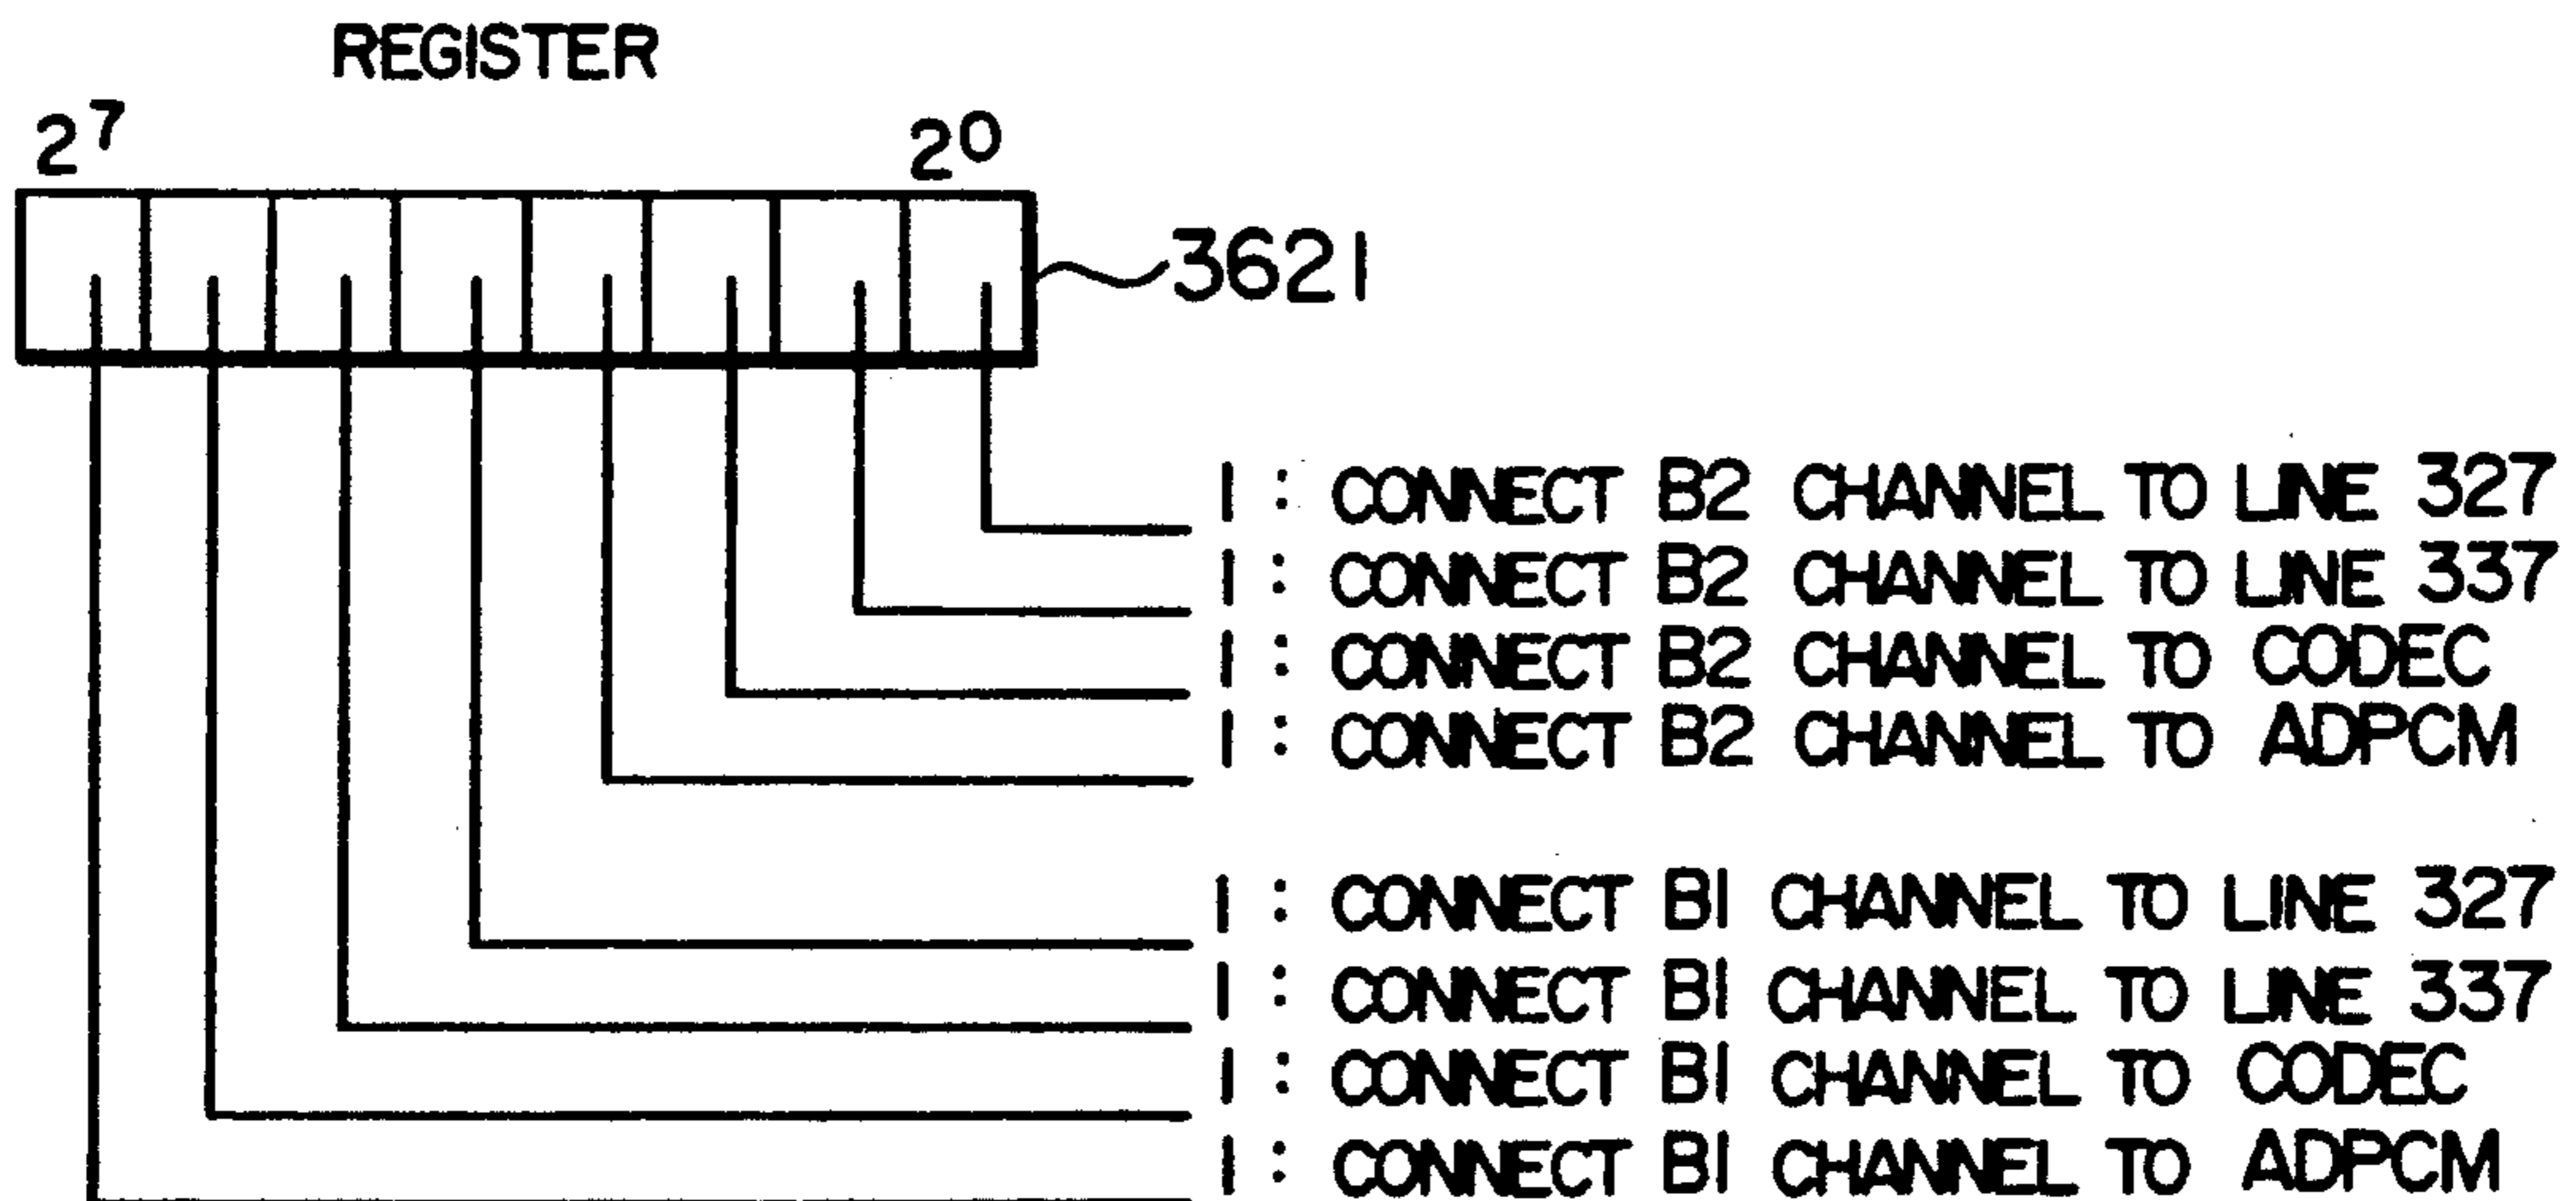 REGISTER
2⁷ 2⁰
3621
1 : CONNECT B2 CHANNEL TO LINE 327
1 : CONNECT B2 CHANNEL TO LINE 337
1 : CONNECT B2 CHANNEL TO CODEC
1 : CONNECT B2 CHANNEL TO ADPCM
1 : CONNECT B1 CHANNEL TO LINE 327
1 : CONNECT B1 CHANNEL TO LINE 337
1 : CONNECT B1 CHANNEL TO CODEC
1 : CONNECT B1 CHANNEL TO ADPCM